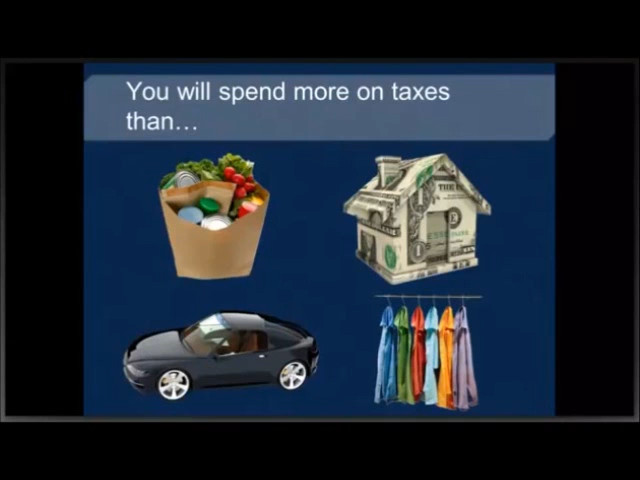 You will spend more on taxes
than…